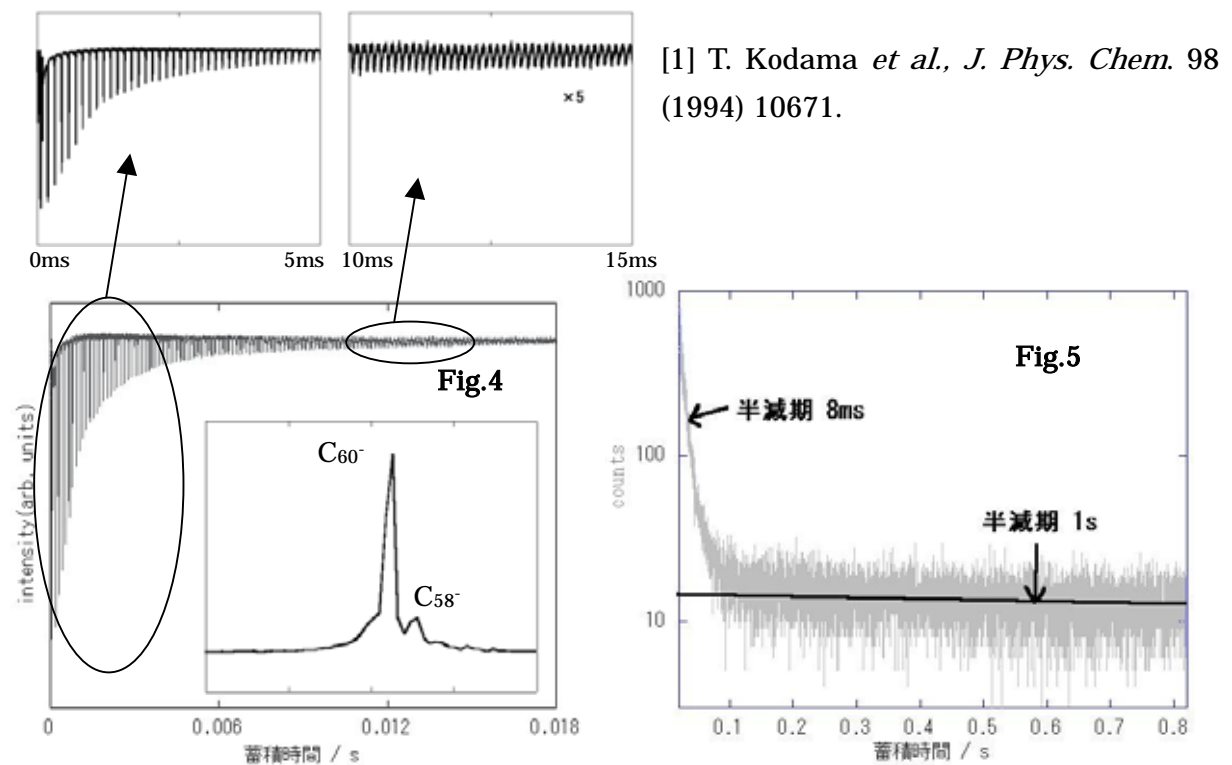 [1] T. Kodama et al., J. Phys. Chem. 98
(1994) 10671.
×5
0ms
5ms
10ms
15ms
intensity(arb. units)
Fig.4
C60-
C58-
0
0.006
0.012
0.018
蓄積時間 / s
1000
100
10
counts
Fig.5
半減期 8ms
半減期 1s
0.1
0.2
0.3
0.4
0.5
0.6
0.7
0.8
蓄積時間 / s